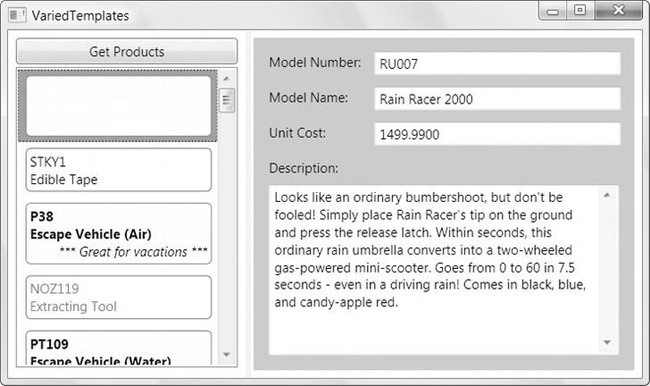 VariedTemplates
Get Products
STKY1
Edible Tape
P38
Escape Vehicle (Air)
*** Great for vacations ***
NOZ119
Extracting Tool
PT109
Escape Vehicle (Water)
Model Number:
RU007
Model Name:
Rain Racer 2000
Unit Cost:
1499.9900
Description:
Looks like an ordinary bumbershoot, but don't be
fooled! Simply place Rain Racer's tip on the ground
and press the release latch. Within seconds, this
ordinary rain umbrella converts into a two-wheeled
gas-powered mini-scooter. Goes from 0 to 60 in 7.5
seconds - even in a driving rain! Comes in black, blue,
and candy-apple red.